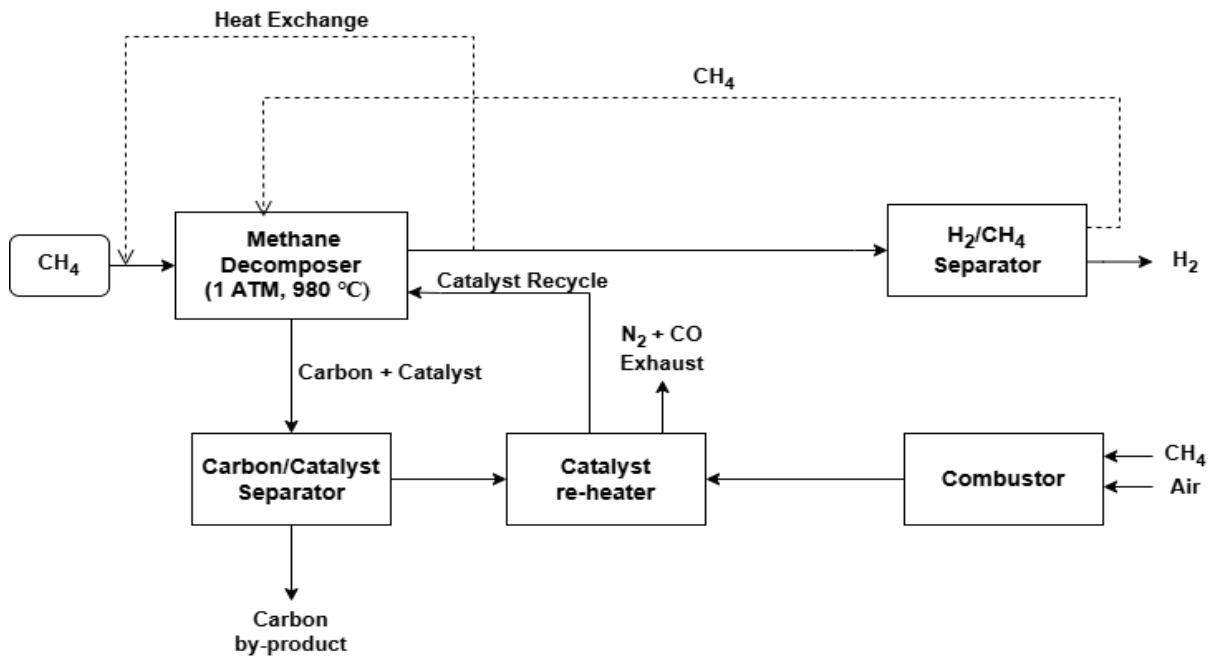 Heat Exchange
CH₄
CH₄
Methane
Decomposer
(1 ATM, 980 °C)
H₂/CH₄
Separator
H₂
Catalyst Recycle
N₂ + CO
Exhaust
Carbon + Catalyst
Carbon/Catalyst
Separator
Catalyst
re-heater
Combustor
CH₄
Air
Carbon
by-product